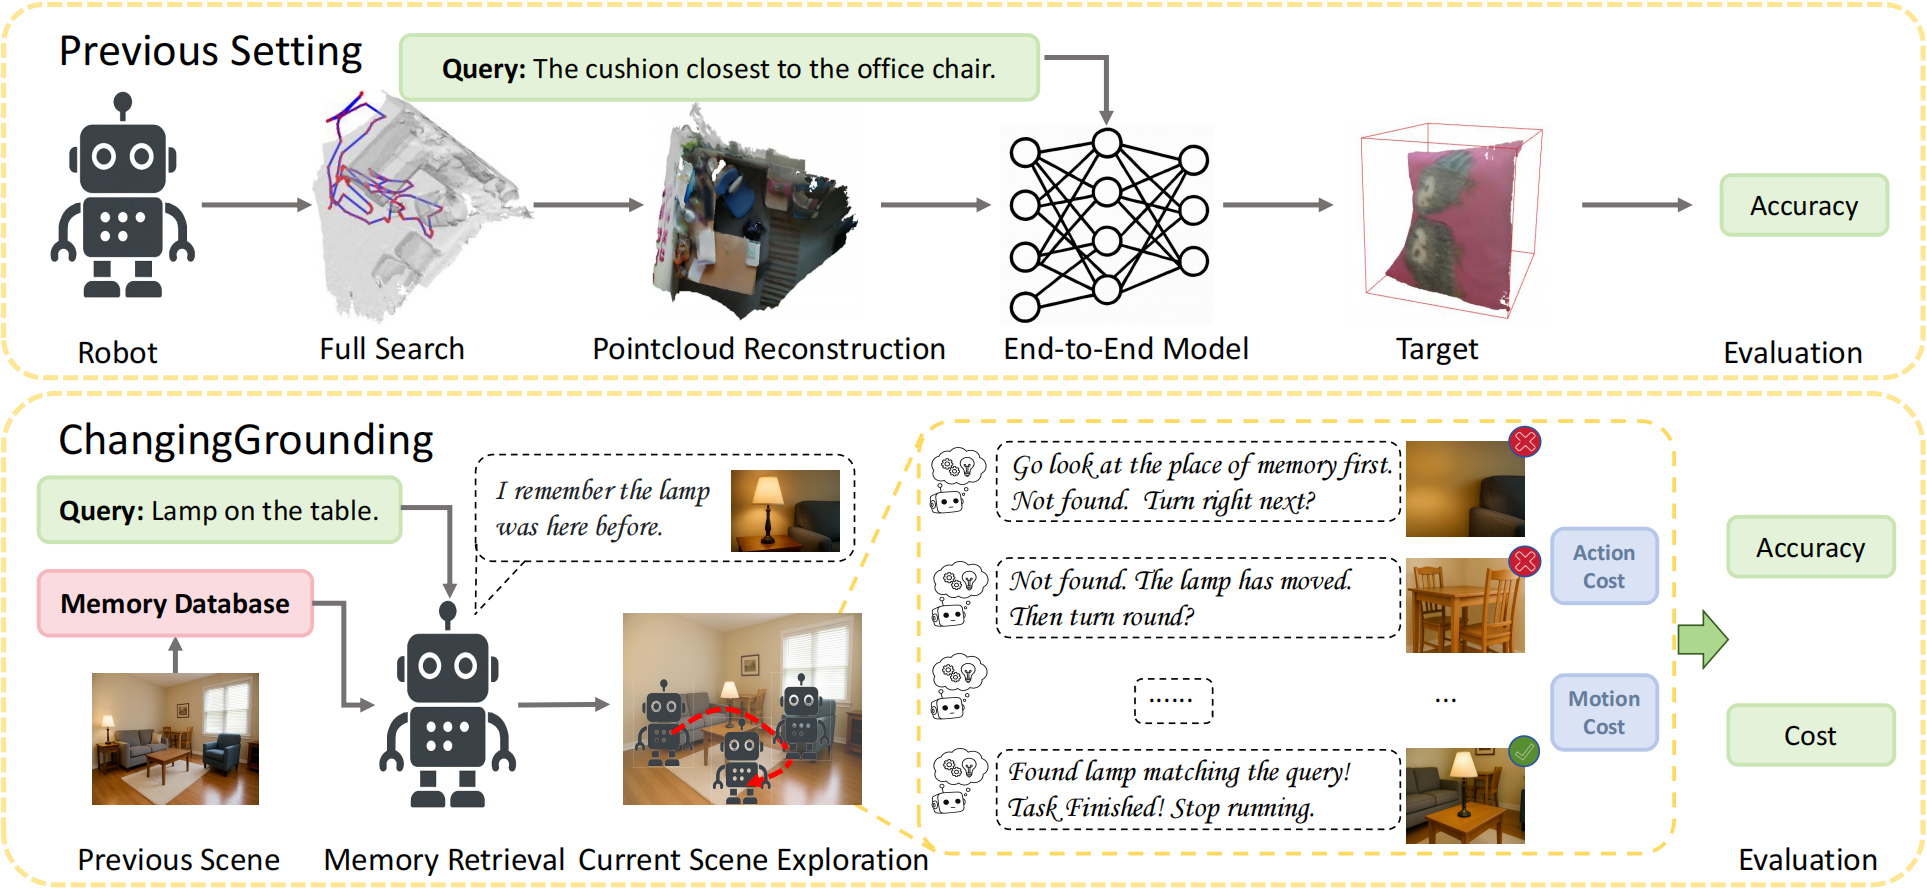 Previous Setting
Query: The cushion closest to the office chair.
Robot
Full Search
Pointcloud Reconstruction
End-to-End Model
Target
Accuracy
Evaluation
ChangingGrounding
Query: Lamp on the table.
Memory Database
Previous Scene
I remember the lamp
was here before.
Memory Retrieval
Current Scene Exploration
Go look at the place of memory first.
Not found. Turn right next?
Not found. The lamp has moved.
Then turn round?
......
...
Found lamp matching the query!
Task Finished! Stop running.
Action
Cost
Motion
Cost
Accuracy
Cost
Evaluation